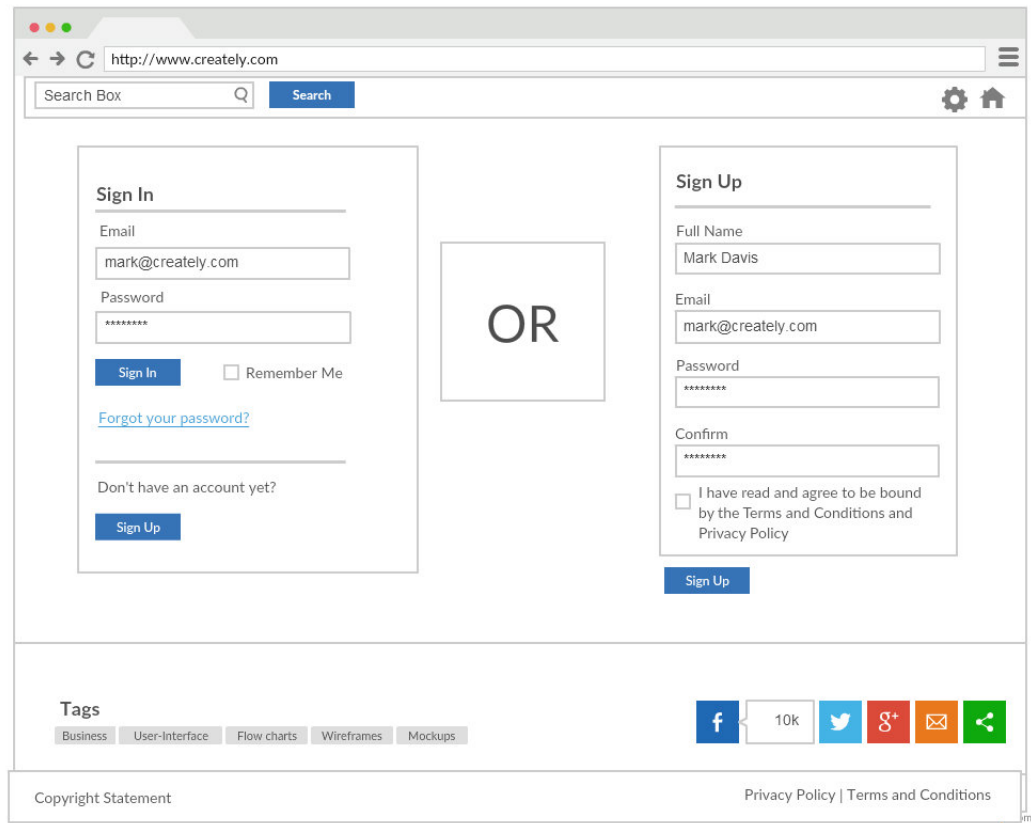 http://www.creately.com
Search Box
Search
Sign In
Email
mark@creately.com
Password
********
Sign In
Remember Me
Forgot your password?
Don't have an account yet?
Sign Up
OR
Sign Up
Full Name
Mark Davis
Email
mark@creately.com
Password
********
Confirm
********
I have read and agree to be bound
by the Terms and Conditions and
Privacy Policy
Sign Up
Tags
Business User-Interface Flow charts Wireframes Mockups
f 10k g+
Copyright Statement
Privacy Policy | Terms and Conditions